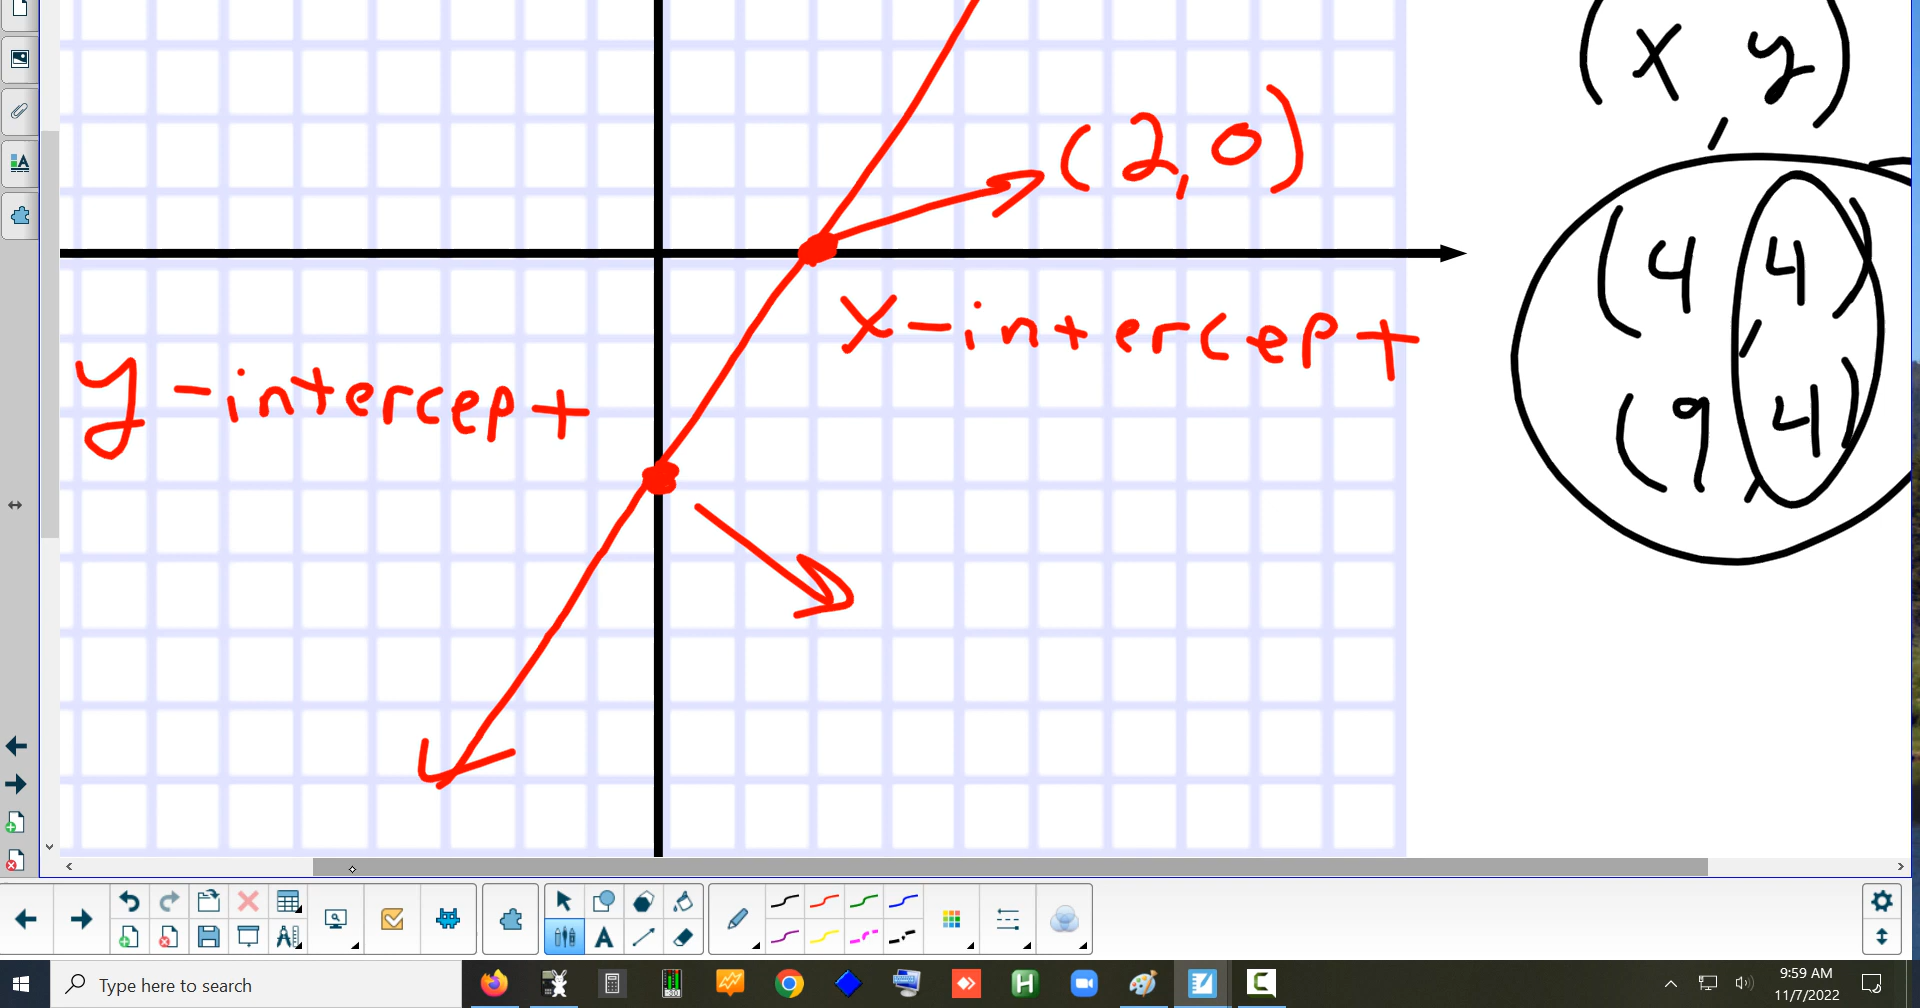 (x, y)
(2,0)
(4,4)
x-intercept
y-intercept
(9,4)
Type here to search
9:59 AM
11/7/2022